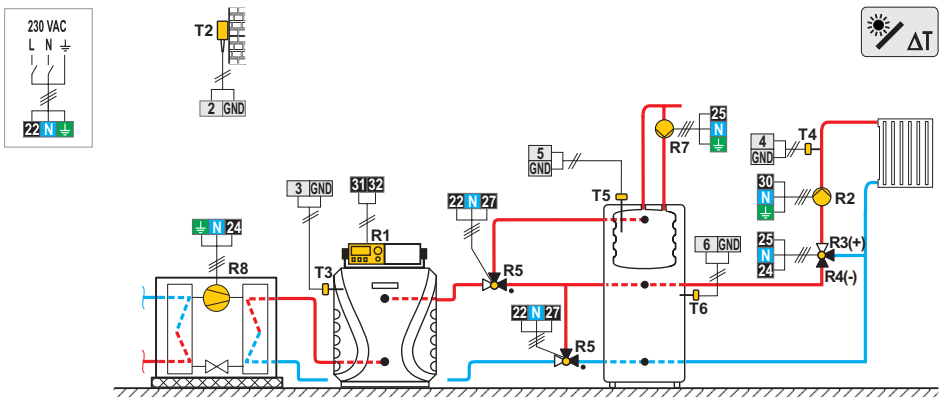 230 VAC
L N
22 N
T2
2 GND
ΔT
25
N
R7
5
GND
T5
4
GND
T4
30
N
R2
25
N
24
R3(+)
R4(-)
3 GND
31 32
R1
22 N 27
R5
6 GND
T6
N 24
R8
T3
22 N 27
R5